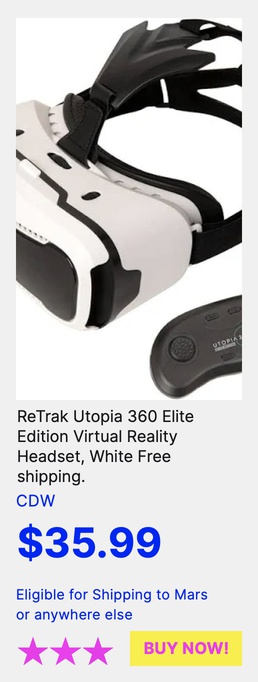 UTOPIA
ReTrak Utopia 360 Elite
Edition Virtual Reality
Headset, White Free
shipping.
CDW
$35.99
Eligible for Shipping to Mars
or anywhere else
BUY NOW!